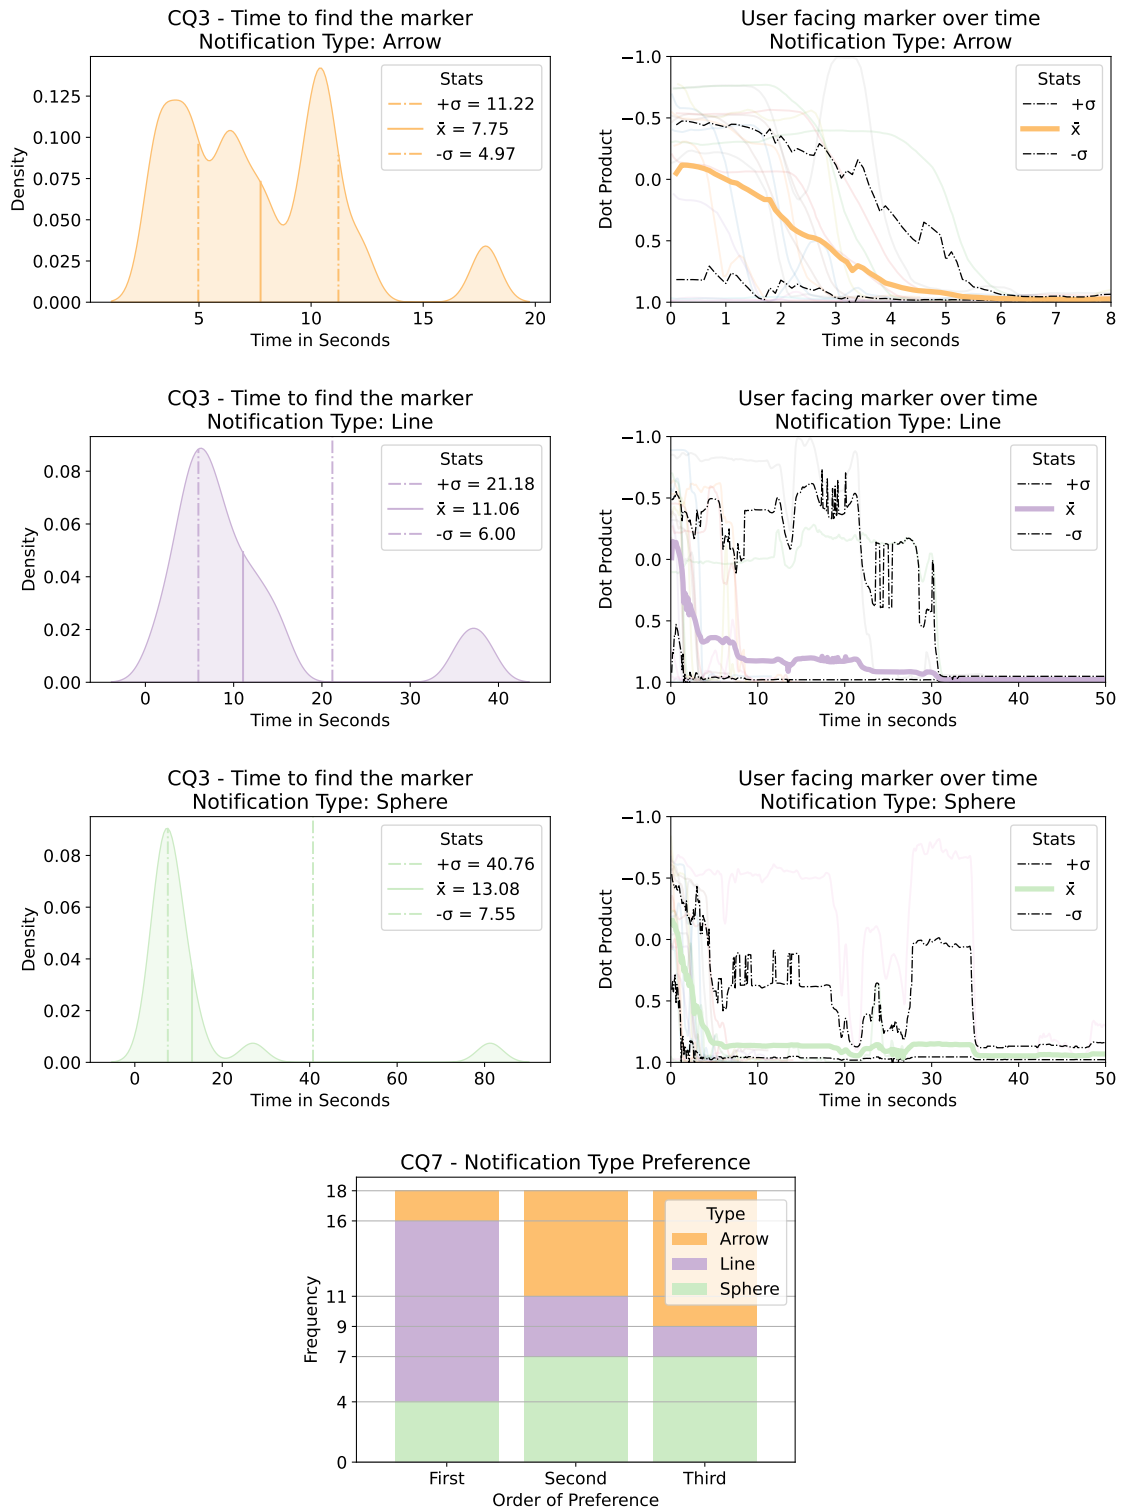 CQ3 - Time to find the marker
Notification Type: Arrow
Density
0.125
0.100
0.075
0.050
0.025
0.000
Stats
+σ = 11.22
x̄ = 7.75
-σ = 4.97
5 10 15 20
Time in Seconds
User facing marker over time
Notification Type: Arrow
Dot Product
−1.0
−0.5
0.0
0.5
1.0
Stats
+σ
x̄
-σ
0 1 2 3 4 5 6 7 8
Time in seconds
CQ3 - Time to find the marker
Notification Type: Line
Density
0.08
0.06
0.04
0.02
0.00
Stats
+σ = 21.18
x̄ = 11.06
-σ = 6.00
0 10 20 30 40
Time in Seconds
User facing marker over time
Notification Type: Line
Dot Product
−1.0
−0.5
0.0
0.5
1.0
Stats
+σ
x̄
-σ
0 10 20 30 40 50
Time in seconds
CQ3 - Time to find the marker
Notification Type: Sphere
Density
0.08
0.06
0.04
0.02
0.00
Stats
+σ = 40.76
x̄ = 13.08
-σ = 7.55
0 20 40 60 80
Time in Seconds
User facing marker over time
Notification Type: Sphere
Dot Product
−1.0
−0.5
0.0
0.5
1.0
Stats
+σ
x̄
-σ
0 10 20 30 40 50
Time in seconds
CQ7 - Notification Type Preference
Frequency
18
16
11
9
7
4
0
Type
Arrow
Line
Sphere
First Second Third
Order of Preference